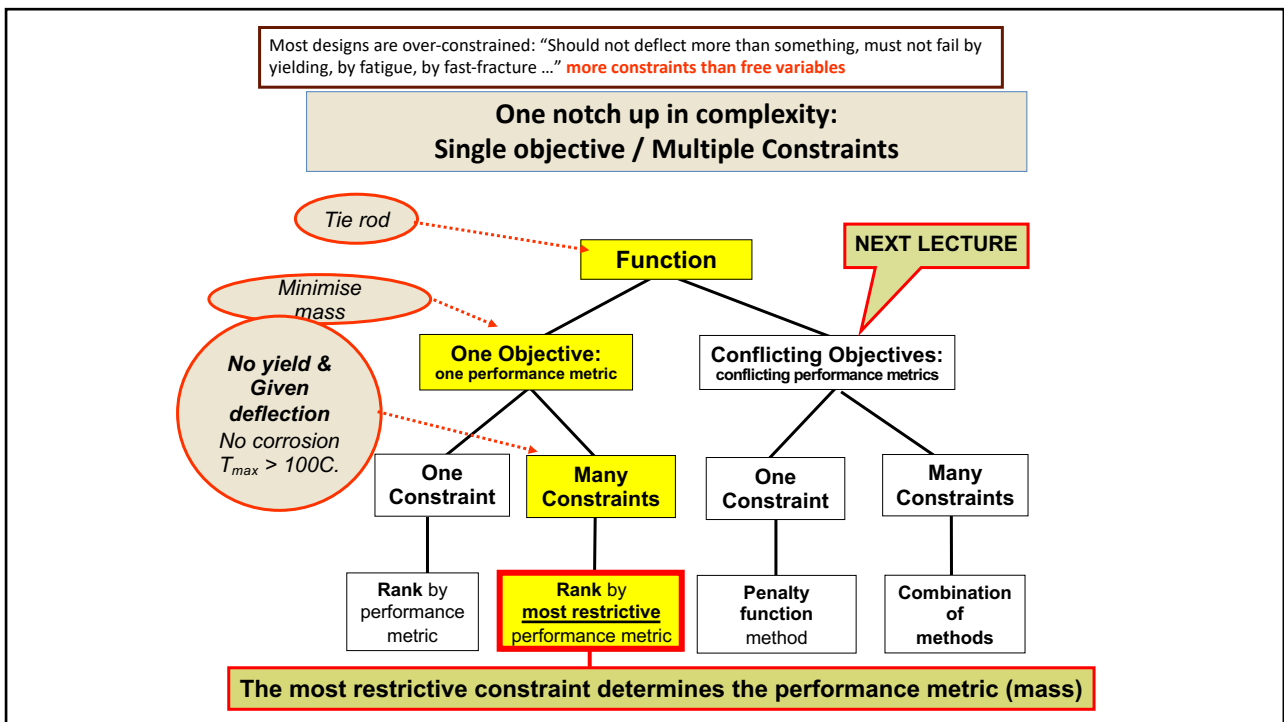 Most designs are over-constrained: “Should not deflect more than something, must not fail by
yielding, by fatigue, by fast-fracture …” more constraints than free variables
One notch up in complexity:
Single objective / Multiple Constraints
Tie rod
Function
NEXT LECTURE
Minimise
mass
One Objective:
one performance metric
Conflicting Objectives:
conflicting performance metrics
No yield &
Given
deflection
No corrosion
Tmax > 100C.
One
Constraint
Many
Constraints
One
Constraint
Many
Constraints
Rank by
performance
metric
Rank by
most restrictive
performance metric
Penalty
function
method
Combination
of
methods
The most restrictive constraint determines the performance metric (mass)